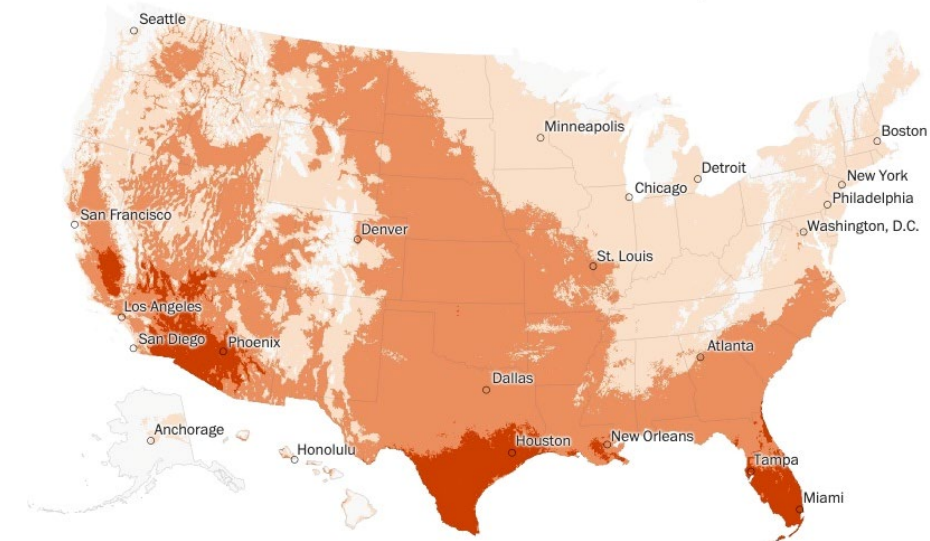 Seattle
Minneapolis
Boston
Detroit
New York
Chicago
Philadelphia
San Francisco
Denver
Washington, D.C.
St. Louis
Los Angeles
San Diego
Phoenix
Atlanta
Dallas
Anchorage
Honolulu
Houston
New Orleans
Tampa
Miami